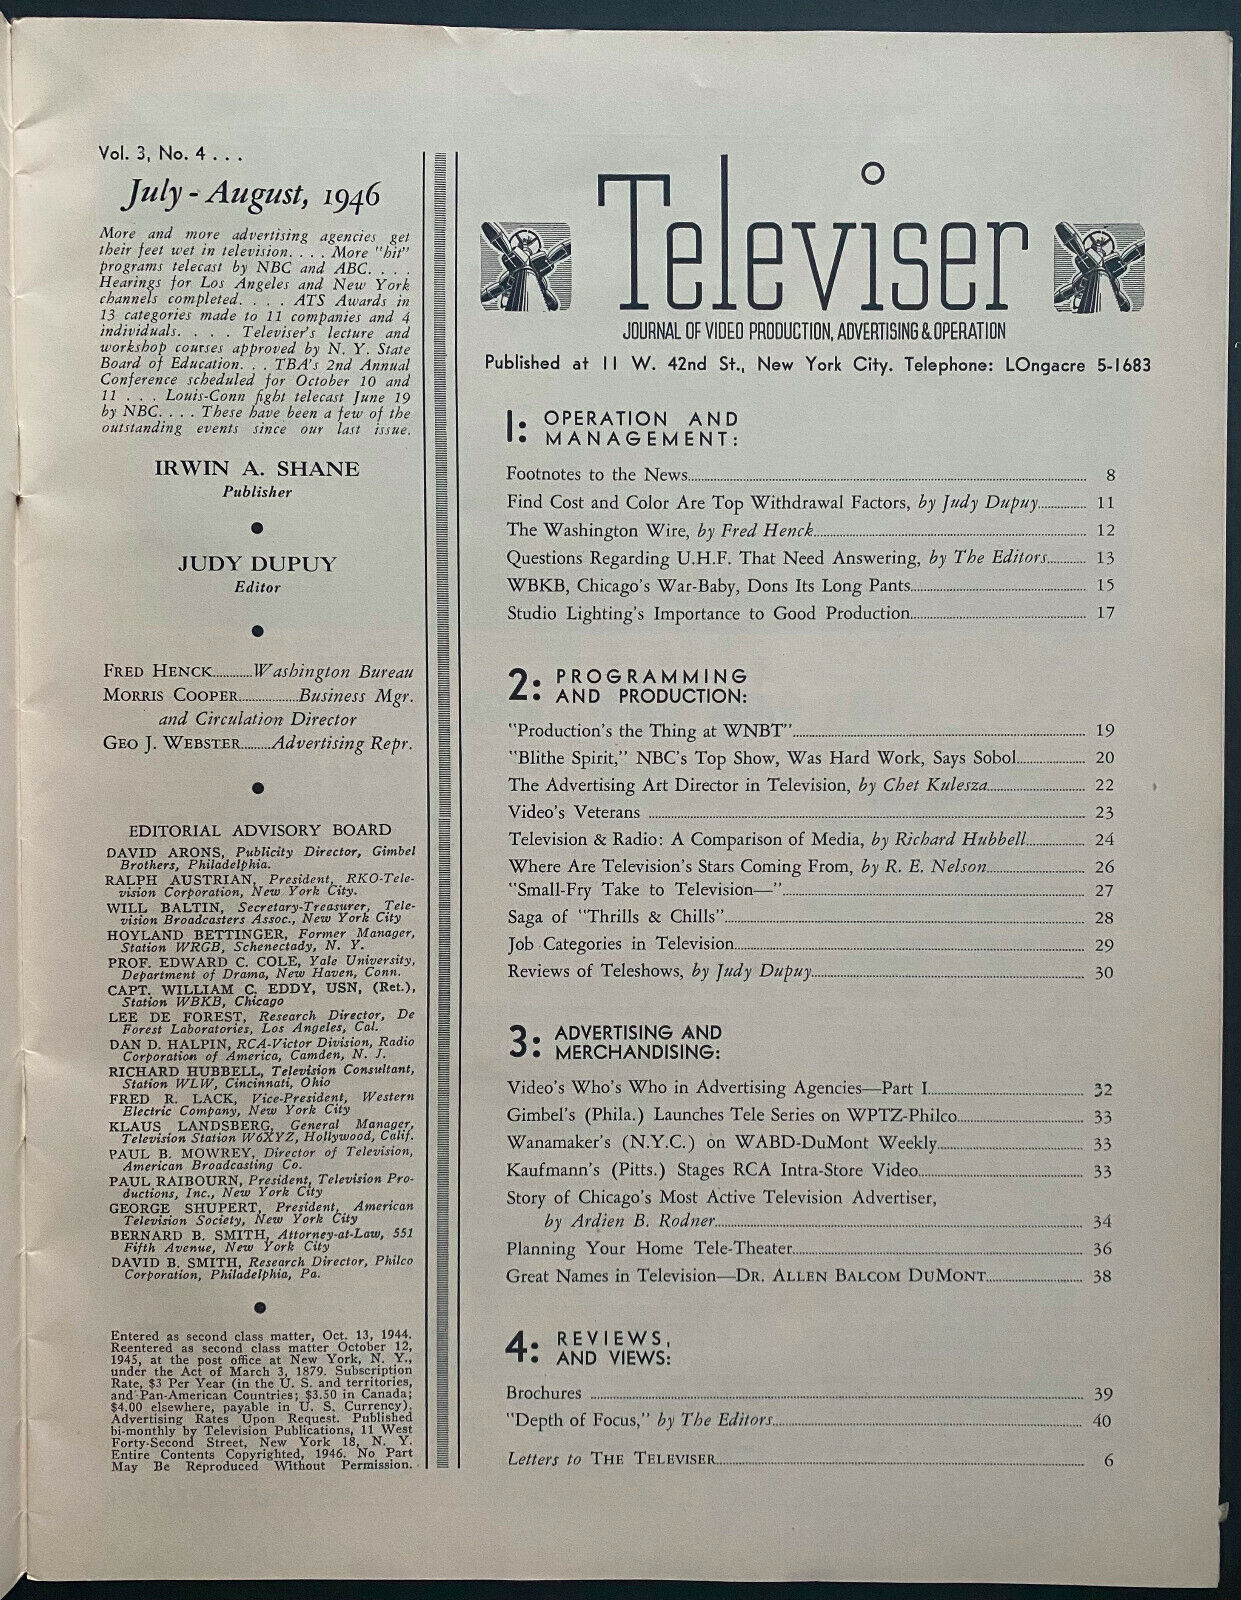 Vol. 3, No. 4 . . .
July - August, 1946
More and more advertising agencies get
their feet wet in television. . . . More "hit"
programs telecast by NBC and ABC. . . .
Hearings for Los Angeles and New York
channels completed. . . . ATS Awards in
13 categories made to 11 companies and 4
individuals. . . . Televiser's lecture and
workshop courses approved by N. Y. State
Board of Education. . . TBA's 2nd Annual
Conference scheduled for October 10 and
11 . . . Louis-Conn fight telecast June 19
by NBC. . . . These have been a few of the
outstanding events since our last issue.
IRWIN A. SHANE
Publisher
JUDY DUPUY
Editor
FRED HENCK...........Washington Bureau
MORRIS COOPER.................Business Mgr.
and Circulation Director
GEO J. WEBSTER........Advertising Repr.
EDITORIAL ADVISORY BOARD
DAVID ARONS, Publicity Director, Gimbel
Brothers, Philadelphia.
RALPH AUSTRIAN, President, RKO-Tele-
vision Corporation, New York City.
WILL BALTIN, Secretary-Treasurer, Tele-
vision Broadcasters Assoc., New York City
HOYLAND BETTINGER, Former Manager,
Station WRGB, Schenectady, N. Y.
PROF. EDWARD C. COLE, Yale University,
Department of Drama, New Haven, Conn.
CAPT. WILLIAM C. EDDY, USN, (Ret.),
Station WBKB, Chicago
LEE DE FOREST, Research Director, De
Forest Laboratories, Los Angeles, Cal.
DAN D. HALPIN, RCA-Victor Division, Radio
Corporation of America, Camden, N. J.
RICHARD HUBBELL, Television Consultant,
Station WLW, Cincinnati, Ohio
FRED R. LACK, Vice-President, Western
Electric Company, New York City
KLAUS LANDSBERG, General Manager,
Television Station W6XYZ, Hollywood, Calif.
PAUL B. MOWREY, Director of Television,
American Broadcasting Co.
PAUL RAIBOURN, President, Television Pro-
ductions, Inc., New York City
GEORGE SHUPERT, President, American
Television Society, New York City
BERNARD B. SMITH, Attorney-at-Law, 551
Fifth Avenue, New York City
DAVID B. SMITH, Research Director, Philco
Corporation, Philadelphia, Pa.
Entered as second class matter, Oct. 13, 1944.
Reentered as second class matter October 12,
1945, at the post office at New York, N. Y.,
under the Act of March 3, 1879. Subscription
Rate, $3 Per Year (in the U. S. and territories,
and Pan-American Countries; $3.50 in Canada;
$4.00 elsewhere, payable in U. S. Currency).
Advertising Rates Upon Request. Published
bi-monthly by Television Publications, 11 West
Forty-Second Street, New York 18, N. Y.
Entire Contents Copyrighted, 1946. No Part
May Be Reproduced Without Permission.
Televiser
JOURNAL OF VIDEO PRODUCTION, ADVERTISING & OPERATION
Published at 11 W. 42nd St., New York City. Telephone: LOngacre 5-1683
1: OPERATION AND
MANAGEMENT:
Footnotes to the News.......... 8
Find Cost and Color Are Top Withdrawal Factors, by Judy Dupuy.......... 11
The Washington Wire, by Fred Henck.......... 12
Questions Regarding U.H.F. That Need Answering, by The Editors.......... 13
WBKB, Chicago's War-Baby, Dons Its Long Pants.......... 15
Studio Lighting's Importance to Good Production.......... 17
2: PROGRAMMING
AND PRODUCTION:
"Production's the Thing at WNBT".......... 19
"Blithe Spirit," NBC's Top Show, Was Hard Work, Says Sobol.......... 20
The Advertising Art Director in Television, by Chet Kulesza.......... 22
Video's Veterans .......... 23
Television & Radio: A Comparison of Media, by Richard Hubbell.......... 24
Where Are Television's Stars Coming From, by R. E. Nelson.......... 26
"Small-Fry Take to Television—".......... 27
Saga of "Thrills & Chills".......... 28
Job Categories in Television.......... 29
Reviews of Teleshows, by Judy Dupuy.......... 30
3: ADVERTISING AND
MERCHANDISING:
Video's Who's Who in Advertising Agencies—Part I.......... 32
Gimbel's (Phila.) Launches Tele Series on WPTZ-Philco.......... 33
Wanamaker's (N.Y.C.) on WABD-DuMont Weekly.......... 33
Kaufmann's (Pitts.) Stages RCA Intra-Store Video.......... 33
Story of Chicago's Most Active Television Advertiser,
by Ardien B. Rodner.......... 34
Planning Your Home Tele-Theater.......... 36
Great Names in Television—DR. ALLEN BALCOM DUMONT.......... 38
4: REVIEWS,
AND VIEWS:
Brochures .......... 39
"Depth of Focus," by The Editors.......... 40
Letters to THE TELEVISER.......... 6